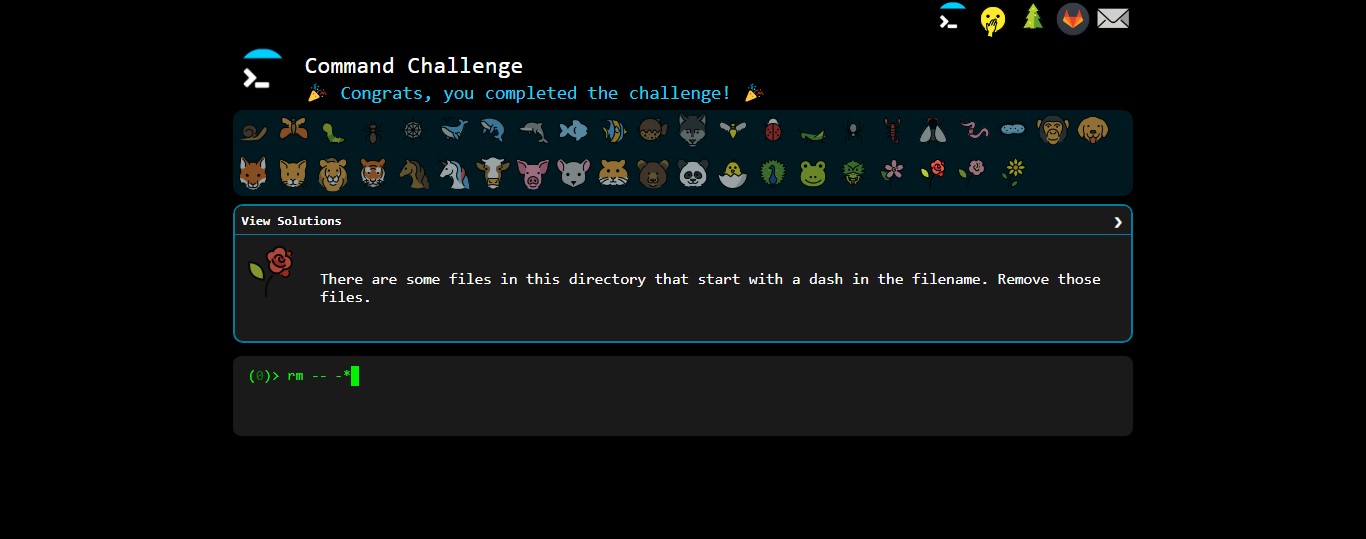 Command Challenge
🎉 Congrats, you completed the challenge! 🎉
View Solutions
There are some files in this directory that start with a dash in the filename. Remove those
files.
(0)> rm -- -*